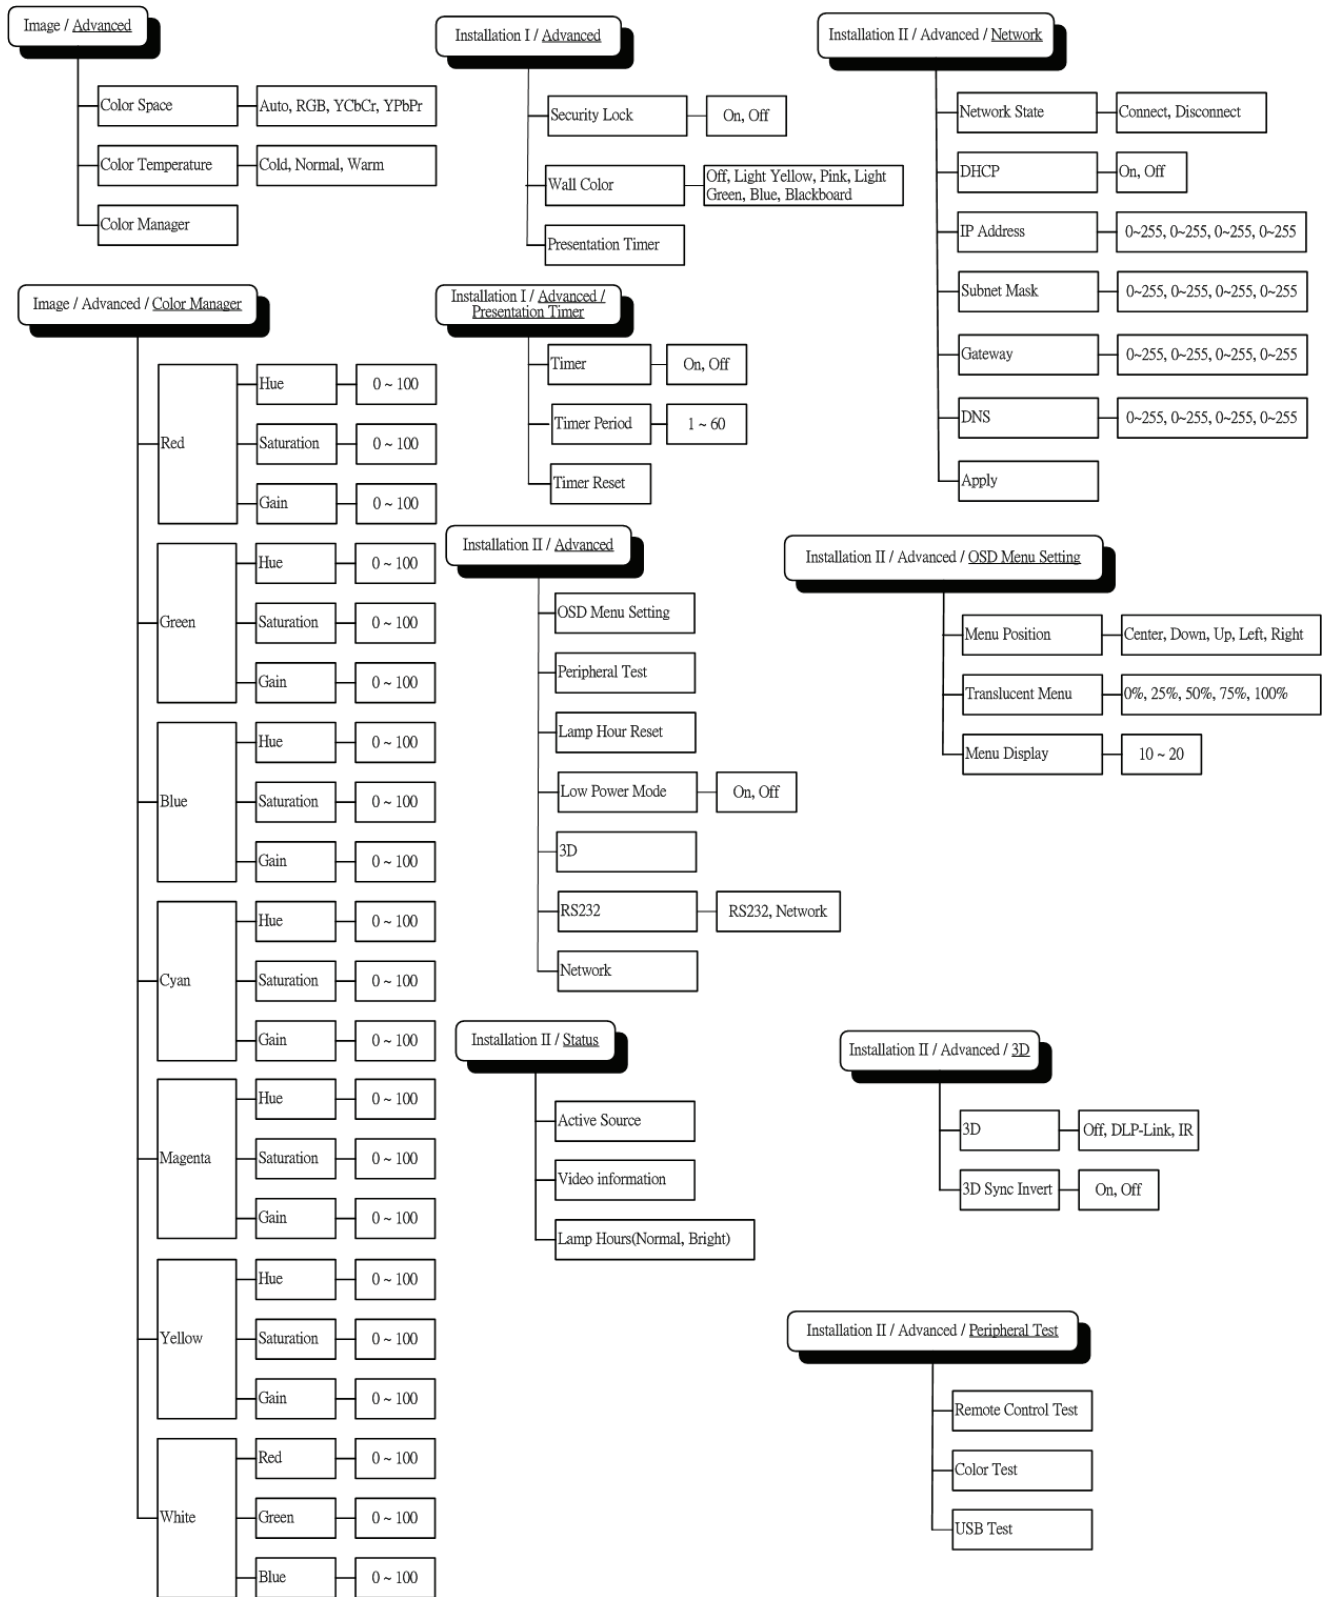 Image / Advanced
Color Space
Auto, RGB, YCbCr, YPbPr
Color Temperature
Cold, Normal, Warm
Color Manager
Image / Advanced / Color Manager
Red
Hue
0 ~ 100
Saturation
0 ~ 100
Gain
0 ~ 100
Green
Hue
0 ~ 100
Saturation
0 ~ 100
Gain
0 ~ 100
Blue
Hue
0 ~ 100
Saturation
0 ~ 100
Gain
0 ~ 100
Cyan
Hue
0 ~ 100
Saturation
0 ~ 100
Gain
0 ~ 100
Magenta
Hue
0 ~ 100
Saturation
0 ~ 100
Gain
0 ~ 100
Yellow
Hue
0 ~ 100
Saturation
0 ~ 100
Gain
0 ~ 100
White
Red
0 ~ 100
Green
0 ~ 100
Blue
0 ~ 100
Installation I / Advanced
Security Lock
On, Off
Wall Color
Off, Light Yellow, Pink, Light
Green, Blue, Blackboard
Presentation Timer
Installation I / Advanced /
Presentation Timer
Timer
On, Off
Timer Period
1 ~ 60
Timer Reset
Installation II / Advanced
OSD Menu Setting
Peripheral Test
Lamp Hour Reset
Low Power Mode
On, Off
3D
RS232
RS232, Network
Network
Installation II / Status
Active Source
Video information
Lamp Hours(Normal, Bright)
Installation II / Advanced / Network
Network State
Connect, Disconnect
DHCP
On, Off
IP Address
0~255, 0~255, 0~255, 0~255
Subnet Mask
0~255, 0~255, 0~255, 0~255
Gateway
0~255, 0~255, 0~255, 0~255
DNS
0~255, 0~255, 0~255, 0~255
Apply
Installation II / Advanced / OSD Menu Setting
Menu Position
Center, Down, Up, Left, Right
Translucent Menu
0%, 25%, 50%, 75%, 100%
Menu Display
10 ~ 20
Installation II / Advanced / 3D
3D
Off, DLP-Link, IR
3D Sync Invert
On, Off
Installation II / Advanced / Peripheral Test
Remote Control Test
Color Test
USB Test